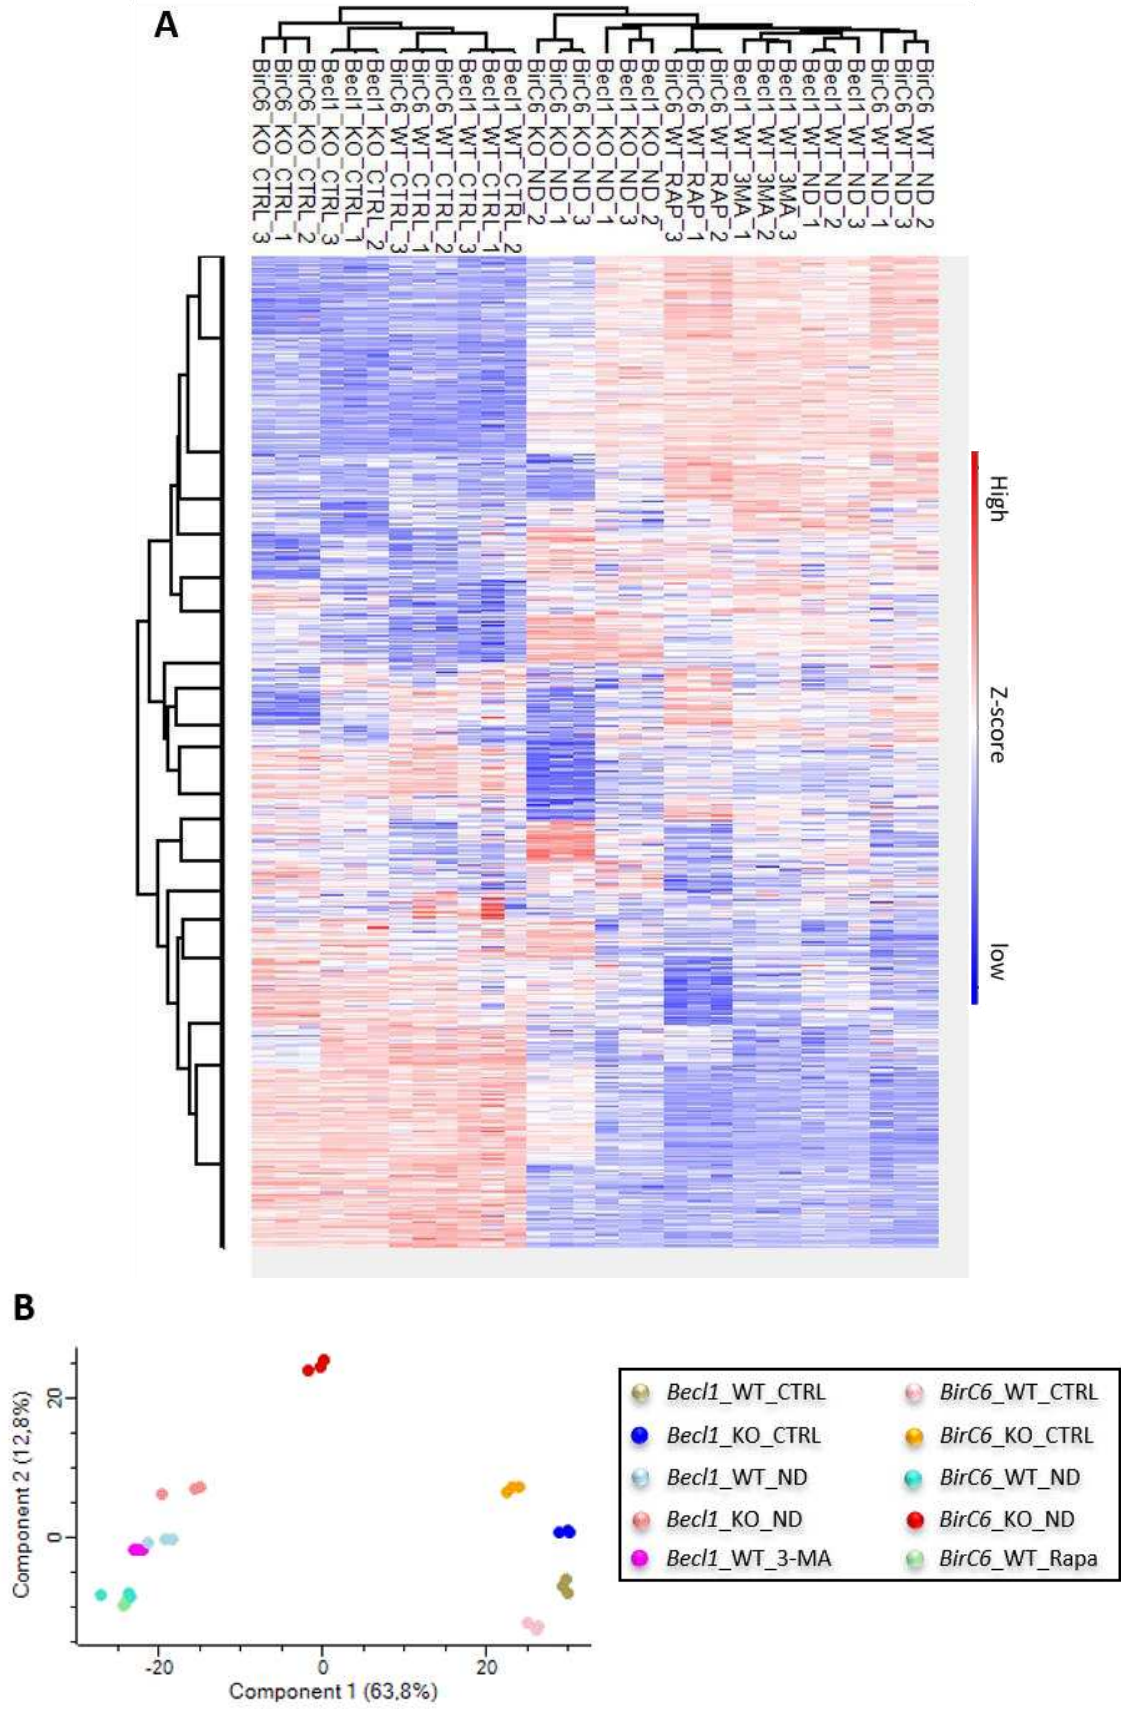 A
BirC6_KO_CTRL_3
BirC6_KO_CTRL_1
BirC6_KO_CTRL_2
Becl1_KO_CTRL_3
Becl1_KO_CTRL_1
Becl1_KO_CTRL_2
BirC6_WT_CTRL_3
BirC6_WT_CTRL_1
BirC6_WT_CTRL_2
Becl1_WT_CTRL_3
Becl1_WT_CTRL_1
Becl1_WT_CTRL_2
BirC6_KO_ND_2
BirC6_KO_ND_1
BirC6_KO_ND_3
Becl1_KO_ND_1
Becl1_KO_ND_3
Becl1_KO_ND_2
BirC6_WT_RAP_3
BirC6_WT_RAP_1
BirC6_WT_RAP_2
Becl1_WT_3MA_1
Becl1_WT_3MA_2
Becl1_WT_3MA_3
Becl1_WT_ND_1
Becl1_WT_ND_2
Becl1_WT_ND_3
BirC6_WT_ND_1
BirC6_WT_ND_3
BirC6_WT_ND_2
High
Z-score
low
B
Component 2 (12,8%)
20
0
-20
0
20
Component 1 (63,8%)
Becl1_WT_CTRL
Becl1_KO_CTRL
Becl1_WT_ND
Becl1_KO_ND
Becl1_WT_3-MA
BirC6_WT_CTRL
BirC6_KO_CTRL
BirC6_WT_ND
BirC6_KO_ND
BirC6_WT_Rapa